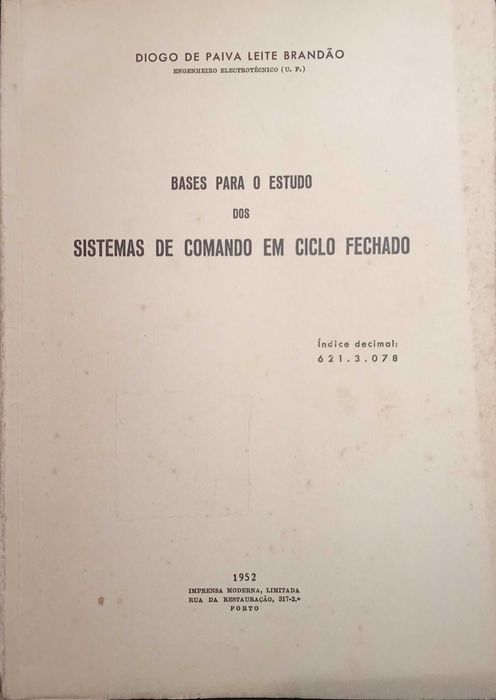 DIOGO DE PAIVA LEITE BRANDÃO
ENGENHEIRO ELECTROTÉCNICO (U. P.)
BASES PARA O ESTUDO
DOS
SISTEMAS DE COMANDO EM CICLO FECHADO
Índice decimal:
621.3.078
1952
IMPRENSA MODERNA, LIMITADA
RUA DA RESTAURAÇÃO, 317-2.º
PORTO